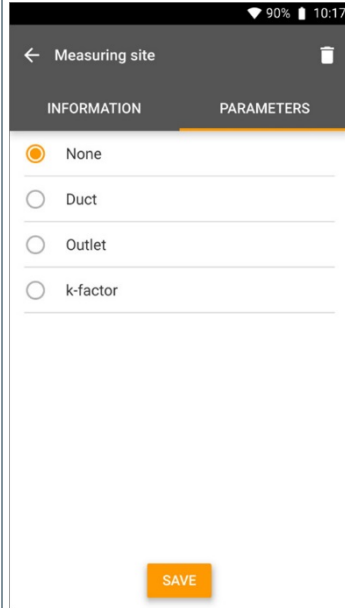 90% 10:17
Measuring site
INFORMATION PARAMETERS
None
Duct
Outlet
k-factor
SAVE